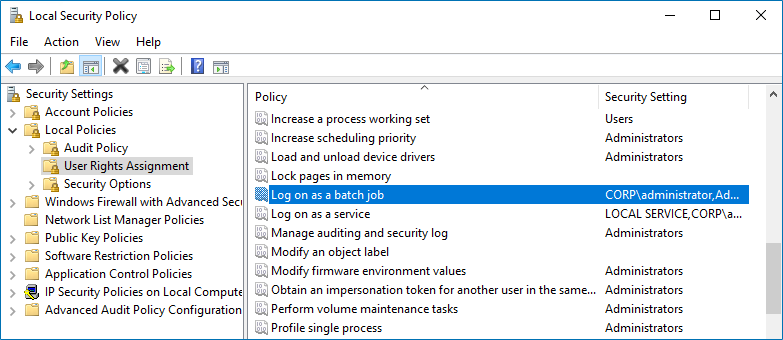 Local Security Policy
File Action View Help
Security Settings
Account Policies
Local Policies
Audit Policy
User Rights Assignment
Security Options
Windows Firewall with Advanced Secu
Network List Manager Policies
Public Key Policies
Software Restriction Policies
Application Control Policies
IP Security Policies on Local Compute
Advanced Audit Policy Configuration
Policy Security Setting
Increase a process working set Users
Increase scheduling priority Administrators
Load and unload device drivers Administrators
Lock pages in memory
Log on as a batch job CORP\administrator,Ad...
Log on as a service LOCAL SERVICE,CORP\a...
Manage auditing and security log Administrators
Modify an object label
Modify firmware environment values Administrators
Obtain an impersonation token for another user in the same... Administrators
Perform volume maintenance tasks Administrators
Profile single process Administrators